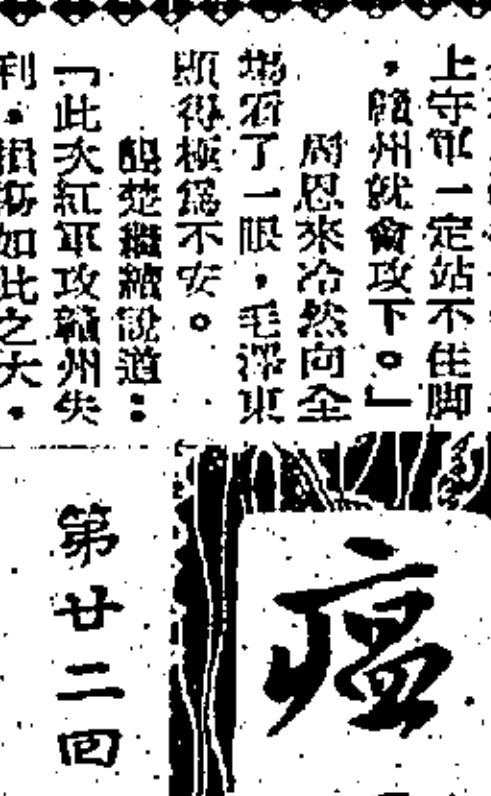 上守軍一定站不住脚
，贛州就會攻下。」
周恩來冷然向全
場看了一眼，毛澤東
顯得極爲不安。
龔楚繼續說道：
「此次紅軍攻贛州失
利。損傷如此之大，
瘟
第廿二回